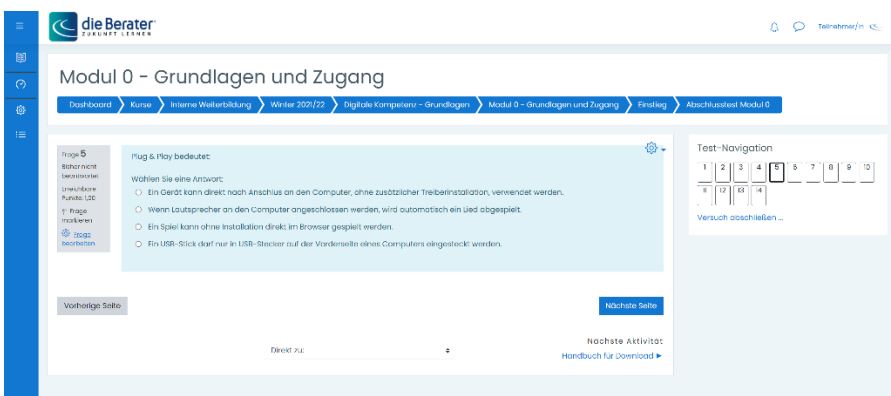 die Berater
ZUKUNFT LERNEN
Teilnehmer/in
Modul 0 - Grundlagen und Zugang
Dashboard
Kurse
Interne Weiterbildung
Winter 2021/22
Digitale Kompetenz - Grundlagen
Modul 0 - Grundlagen und Zugang
Einstieg
Abschlusstest Modul 0
Frage 5
Bisher nicht
beantwortet
Erreichbare
Punkte: 1,00
Frage
markieren
Frage
bearbeiten
Plug & Play bedeutet:
Wählen Sie eine Antwort:
Ein Gerät kann direkt nach Anschlus an den Computer, ohne zusätzlicher Treiberinstallation, verwendet werden.
Wenn Lautsprecher an den Computer angeschlossen werden, wird automatisch ein Lied abgespielt.
Ein Spiel kann ohne Installation direkt im Browser gespielt werden.
Ein USB-Stick darf nur in USB-Stecker auf der Vorderseite eines Computers eingesteckt werden.
Vorherige Seite
Nächste Seite
Direkt zu:
Nächste Aktivität
Handbuch für Download ►
Test-Navigation
1 2 3 4 5 6 7 8 9 10
11 12 13 14
Versuch abschließen ...